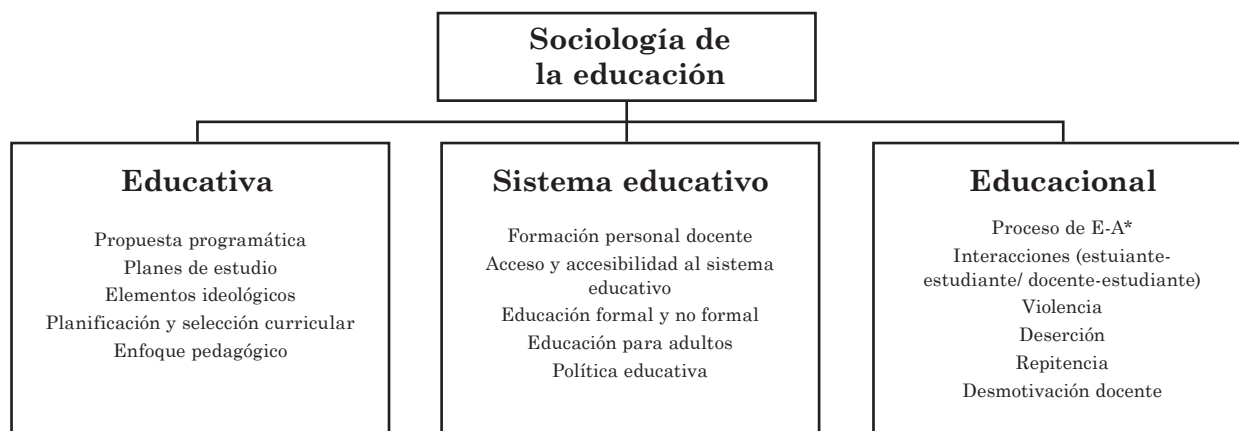 Sociología de
la educación
Educativa
Propuesta programática
Planes de estudio
Elementos ideológicos
Planificación y selección curricular
Enfoque pedagógico
Sistema educativo
Formación personal docente
Acceso y accesibilidad al sistema
educativo
Educación formal y no formal
Educación para adultos
Política educativa
Educacional
Proceso de E-A*
Interacciones (estuiante-
estudiante/ docente-estudiante)
Violencia
Deserción
Repitencia
Desmotivación docente